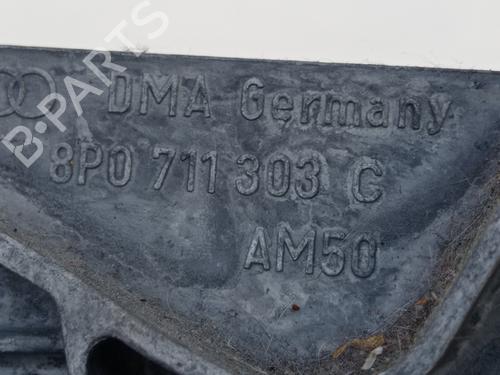 DMA Germany
8P0 711 303 C
AM50
B-PARTS